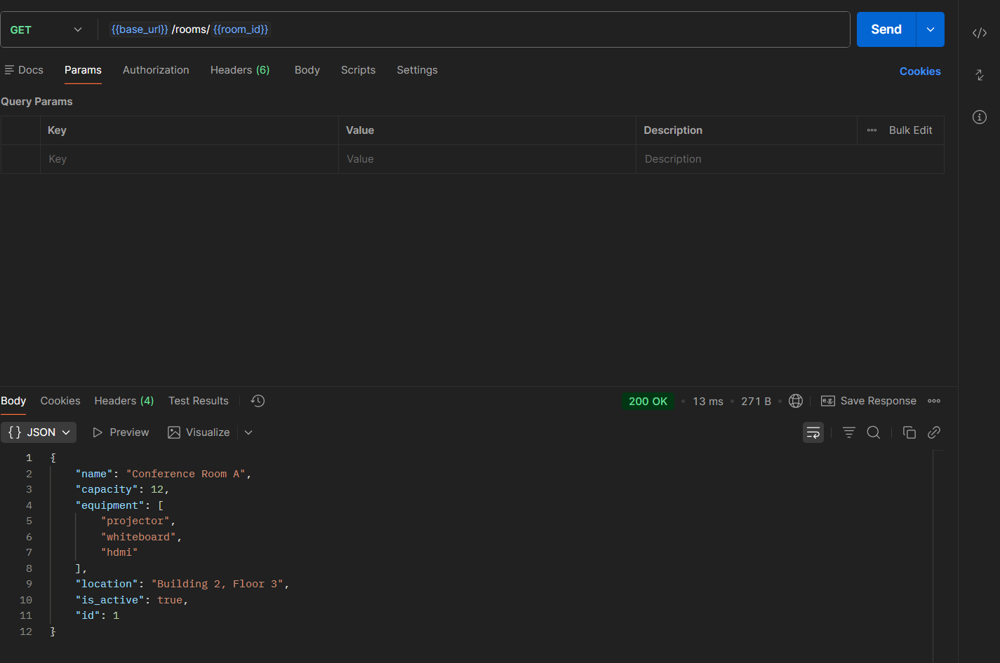 GET {{base_url}}/rooms/{{room_id}} Send
Docs Params Authorization Headers (6) Body Scripts Settings Cookies
Query Params
Key Value Description Bulk Edit
Key Value Description
Body Cookies Headers (4) Test Results 200 OK • 13 ms • 271 B • e.g. Save Response
{} JSON Preview Visualize
1 {
2 "name": "Conference Room A",
3 "capacity": 12,
4 "equipment": [
5 "projector",
6 "whiteboard",
7 "hdmi"
8 ],
9 "location": "Building 2, Floor 3",
10 "is_active": true,
11 "id": 1
12 }